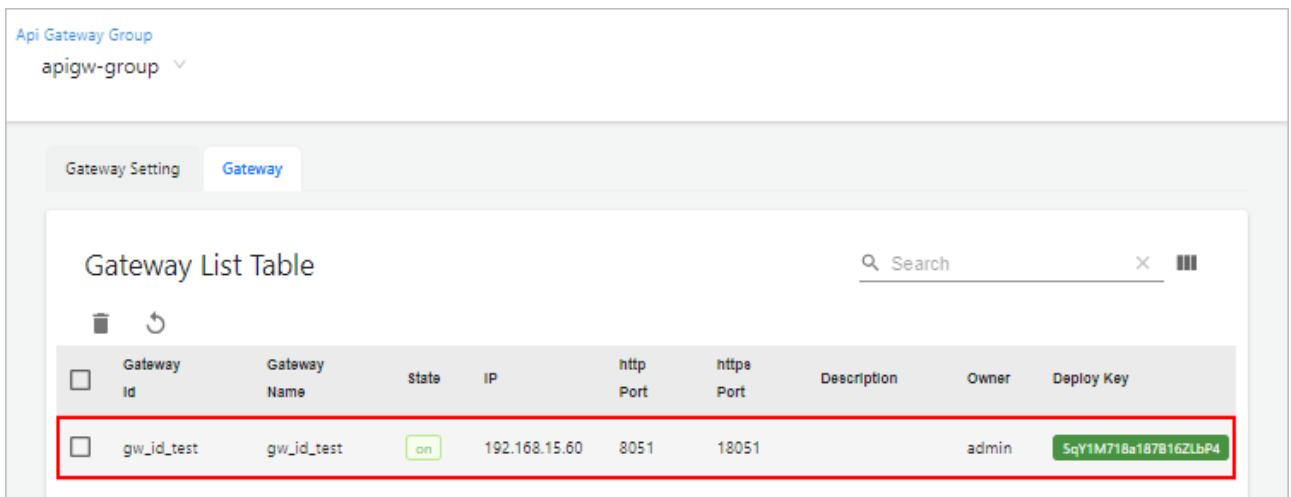 Api Gateway Group
apigw-group
Gateway Setting Gateway
Gateway List Table
Search
Gateway Id Gateway Name State IP http Port https Port Description Owner Deploy Key
gw_id_test gw_id_test on 192.168.15.60 8051 18051 admin SqY1M718a187B16ZLbP4